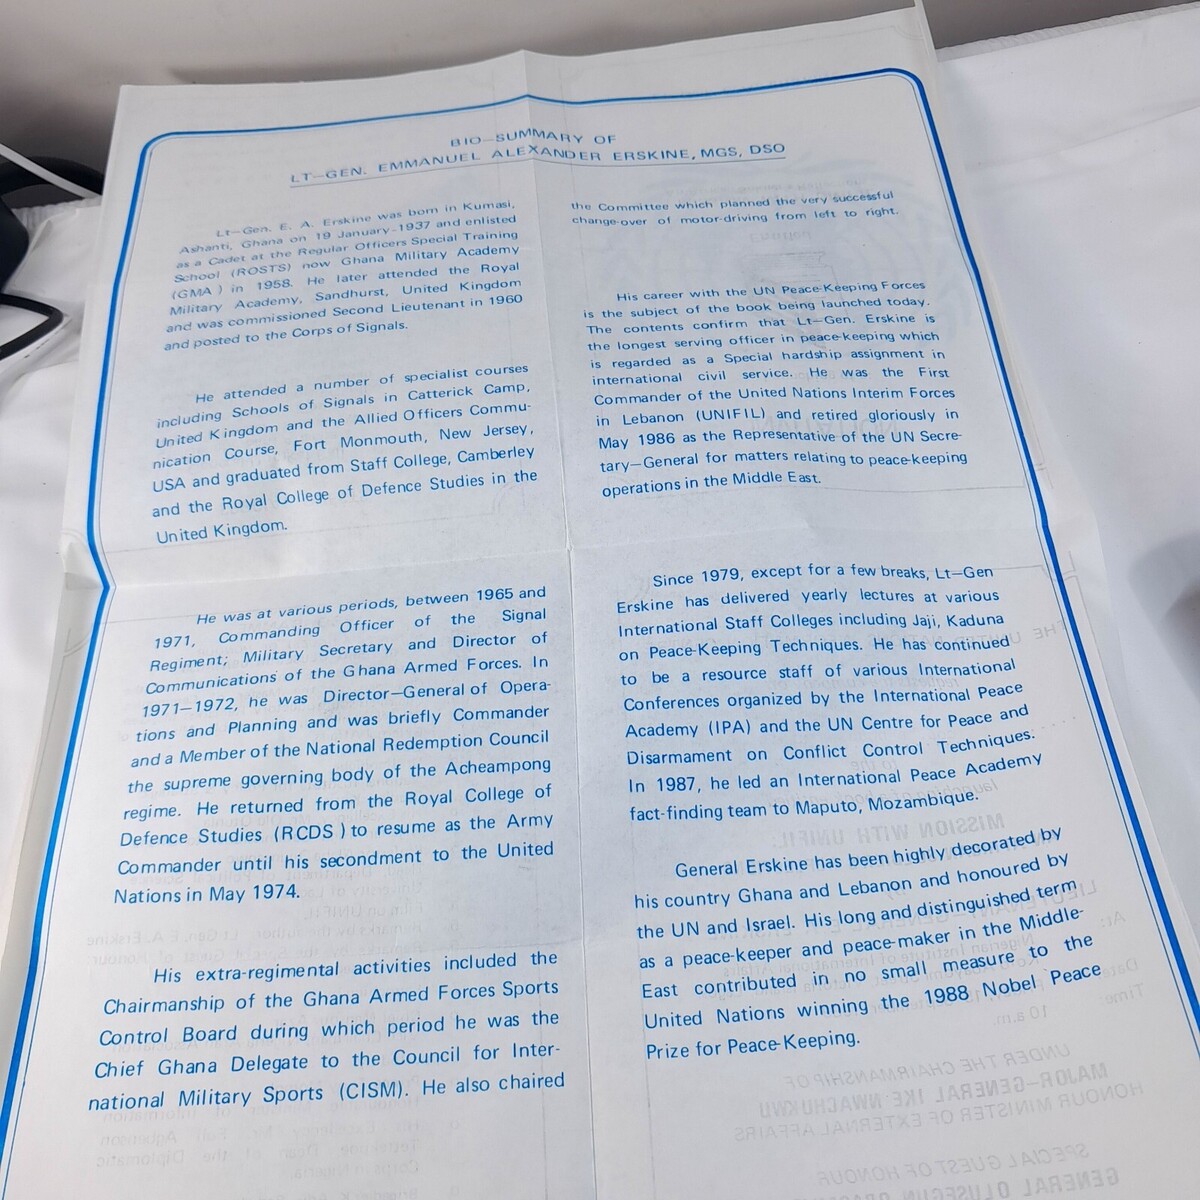 BIO—SUMMARY OF
LT—GEN. EMMANUEL ALEXANDER ERSKINE, MGS, DSO
Lt—Gen. E. A. Erskine was born in Kumasi,
Ashanti, Ghana on 19 January 1937 and enlisted
as a Cadet at the Regular Officers Special Training
School (ROSTS) now Ghana Military Academy
(GMA ) in 1958. He later attended the Royal
Military Academy, Sandhurst, United Kingdom
and was commissioned Second Lieutenant in 1960
and posted to the Corps of Signals.
He attended a number of specialist courses
including Schools of Signals in Catterick Camp,
United Kingdom and the Allied Officers Commu-
nication Course, Fort Monmouth, New Jersey,
USA and graduated from Staff College, Camberley
and the Royal College of Defence Studies in the
United Kingdom.
He was at various periods, between 1965 and
1971, Commanding Officer of the Signal
Regiment; Military Secretary and Director of
Communications of the Ghana Armed Forces. In
1971—1972, he was Director—General of Opera-
tions and Planning and was briefly Commander
and a Member of the National Redemption Council
the supreme governing body of the Acheampong
regime. He returned from the Royal College of
Defence Studies (RCDS ) to resume as the Army
Commander until his secondment to the United
Nations in May 1974.
His extra-regimental activities included the
Chairmanship of the Ghana Armed Forces Sports
Control Board during which period he was the
Chief Ghana Delegate to the Council for Inter-
national Military Sports (CISM). He also chaired
the Committee which planned the very successful
change-over of motor-driving from left to right.
His career with the UN Peace-Keeping Forces
is the subject of the book being launched today.
The contents confirm that Lt—Gen. Erskine is
the longest serving officer in peace-keeping which
is regarded as a Special hardship assignment in
international civil service. He was the First
Commander of the United Nations Interim Forces
in Lebanon (UNIFIL) and retired gloriously in
May 1986 as the Representative of the UN Secre-
tary—General for matters relating to peace-keeping
operations in the Middle East.
Since 1979, except for a few breaks, Lt—Gen
Erskine has delivered yearly lectures at various
International Staff Colleges including Jaji, Kaduna
on Peace-Keeping Techniques. He has continued
to be a resource staff of various International
Conferences organized by the International Peace
Academy (IPA) and the UN Centre for Peace and
Disarmament on Conflict Control Techniques.
In 1987, he led an International Peace Academy
fact-finding team to Maputo, Mozambique.
General Erskine has been highly decorated by
his country Ghana and Lebanon and honoured by
the UN and Israel. His long and distinguished term
as a peace-keeper and peace-maker in the Middle-
East contributed in no small measure to the
United Nations winning the 1988 Nobel Peace
Prize for Peace-Keeping.